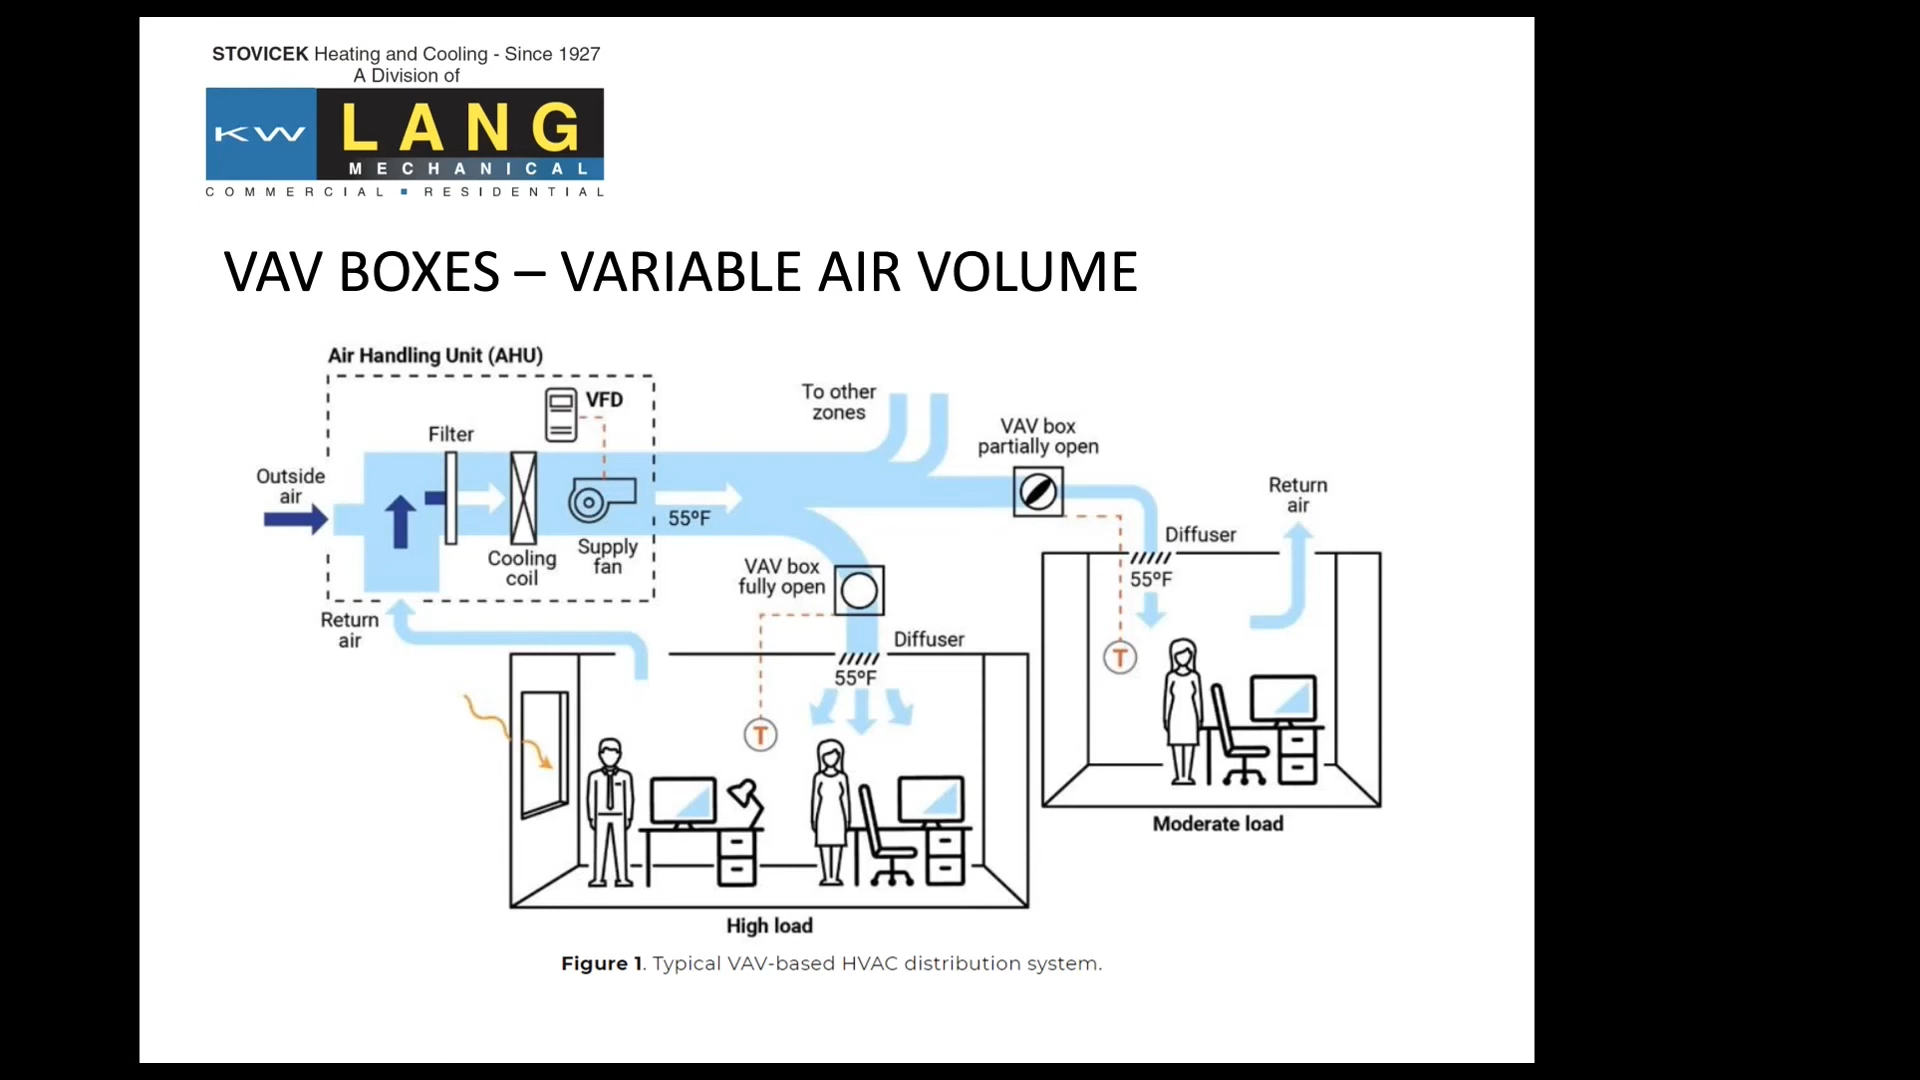 STOVICEK Heating and Cooling - Since 1927
A Division of
KW
LANG
MECHANICAL
COMMERCIAL ▪ RESIDENTIAL
VAV BOXES – VARIABLE AIR VOLUME
Air Handling Unit (AHU)
VFD
Filter
Outside
air
Cooling
coil
Supply
fan
55ºF
Return
air
To other
zones
VAV box
partially open
VAV box
fully open
Diffuser
55ºF
T
High load
Return
air
Diffuser
55ºF
T
Moderate load
Figure 1. Typical VAV-based HVAC distribution system.